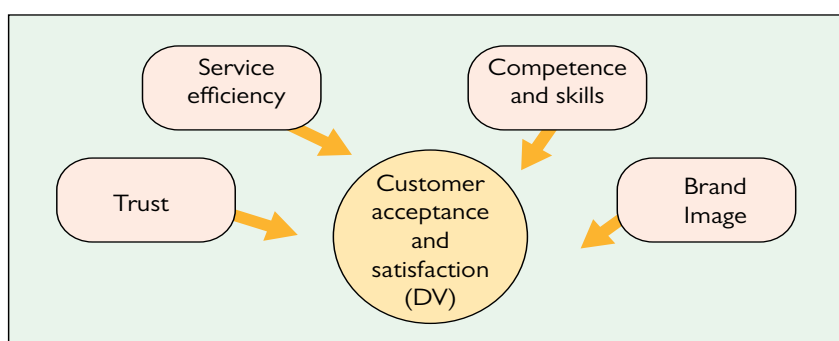 Service
efficiency
Competence
and skills
Trust
Customer
acceptance
and
satisfaction
(DV)
Brand
Image